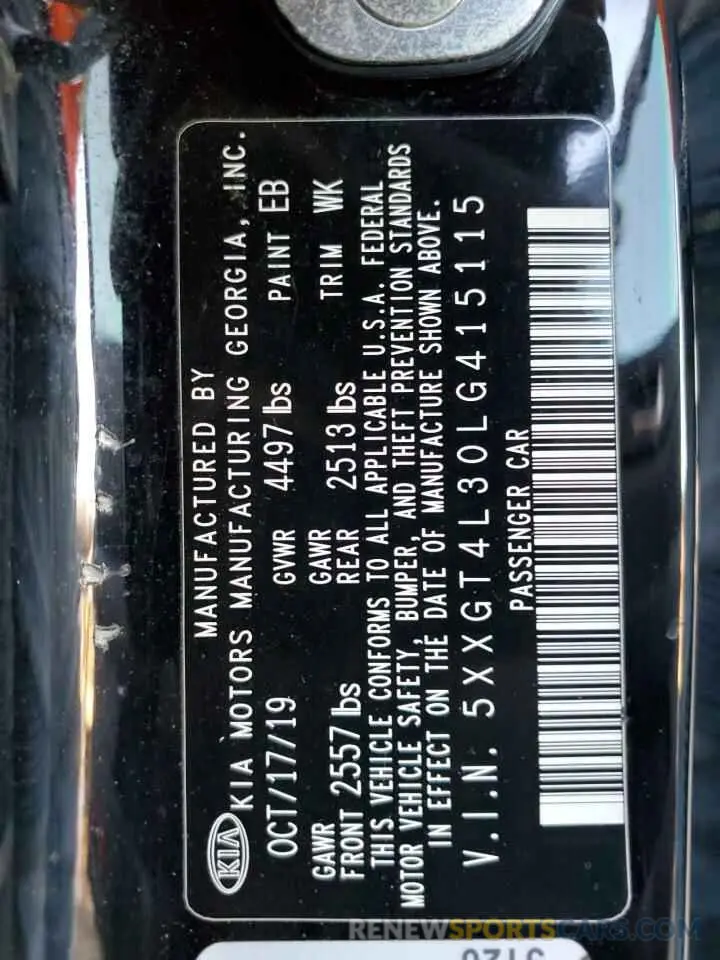 MANUFACTURED BY
KIA KIA MOTORS MANUFACTURING GEORGIA, INC.
OCT/17/19 GVWR 4497 lbs PAINT EB
GAWR GAWR
FRONT 2557 lbs REAR 2513 lbs TRIM WK
THIS VEHICLE CONFORMS TO ALL APPLICABLE U.S.A. FEDERAL
MOTOR VEHICLE SAFETY, BUMPER, AND THEFT PREVENTION STANDARDS
IN EFFECT ON THE DATE OF MANUFACTURE SHOWN ABOVE.
V.I.N. 5XXGT4L30LG415115
PASSENGER CAR
RENEWSPORTSCARS.COM